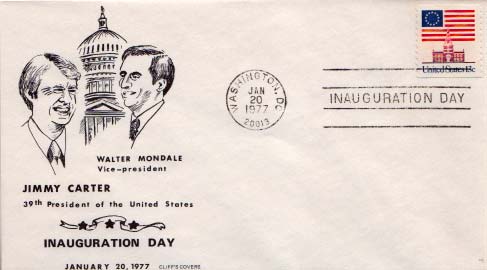 WALTER MONDALE
Vice-president
JIMMY CARTER
39th President of the United States
INAUGURATION DAY
JANUARY 20, 1977 CLIFF'S COVERS
WASHINGTON, DC
JAN
20
1977
20013
INAUGURATION DAY
United States 13c